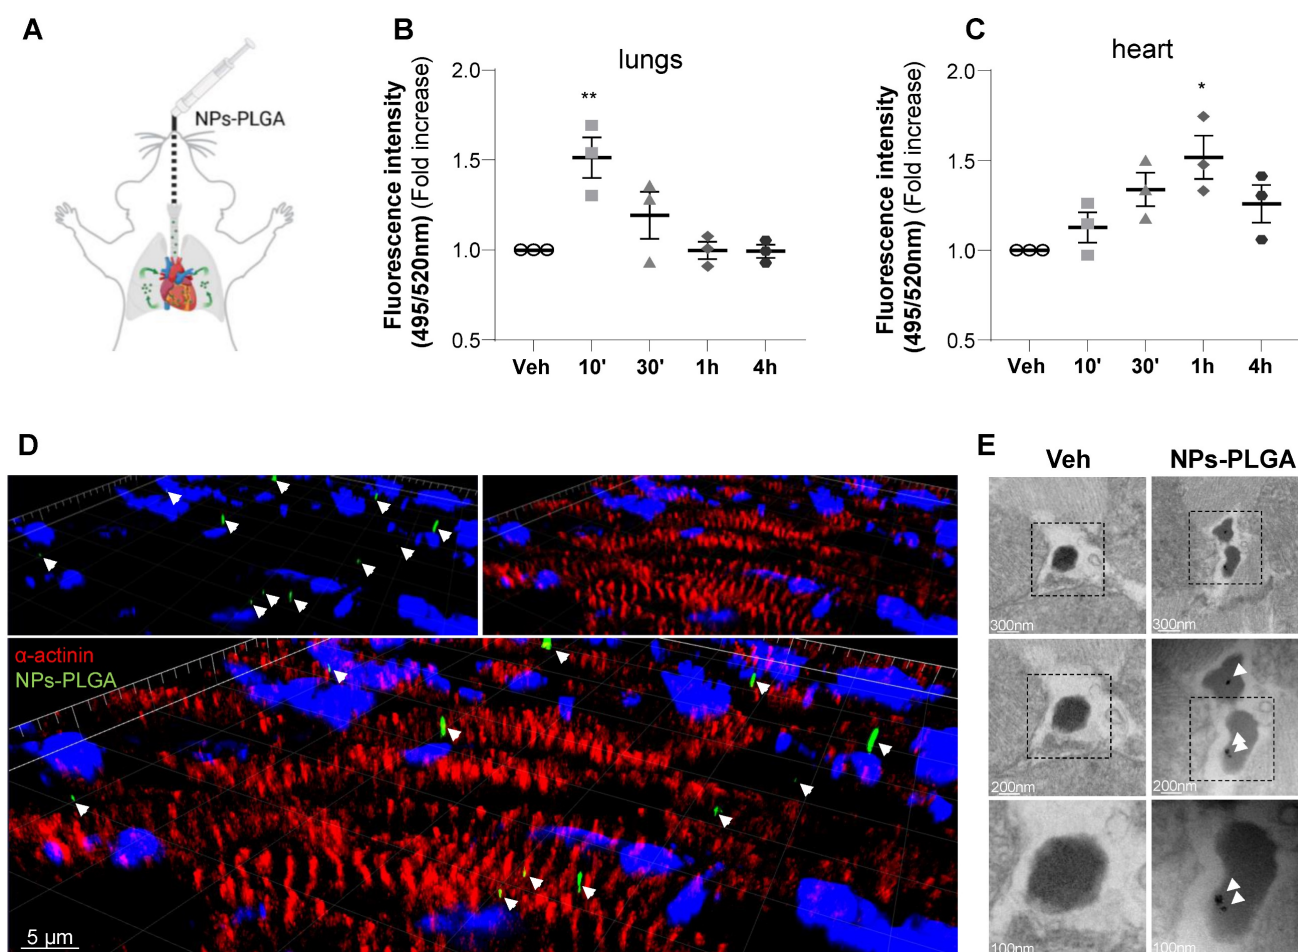 A
NPs-PLGA
B
lungs
Fluorescence intensity
(495/520nm) (Fold increase)
2.0
1.5
1.0
0.5
**
Veh 10' 30' 1h 4h
C
heart
Fluorescence intensity
(495/520nm) (Fold increase)
2.0
1.5
1.0
0.5
*
Veh 10' 30' 1h 4h
D
α-actinin
NPs-PLGA
5 µm
E
Veh NPs-PLGA
300nm 300nm
200nm 200nm
100nm 100nm